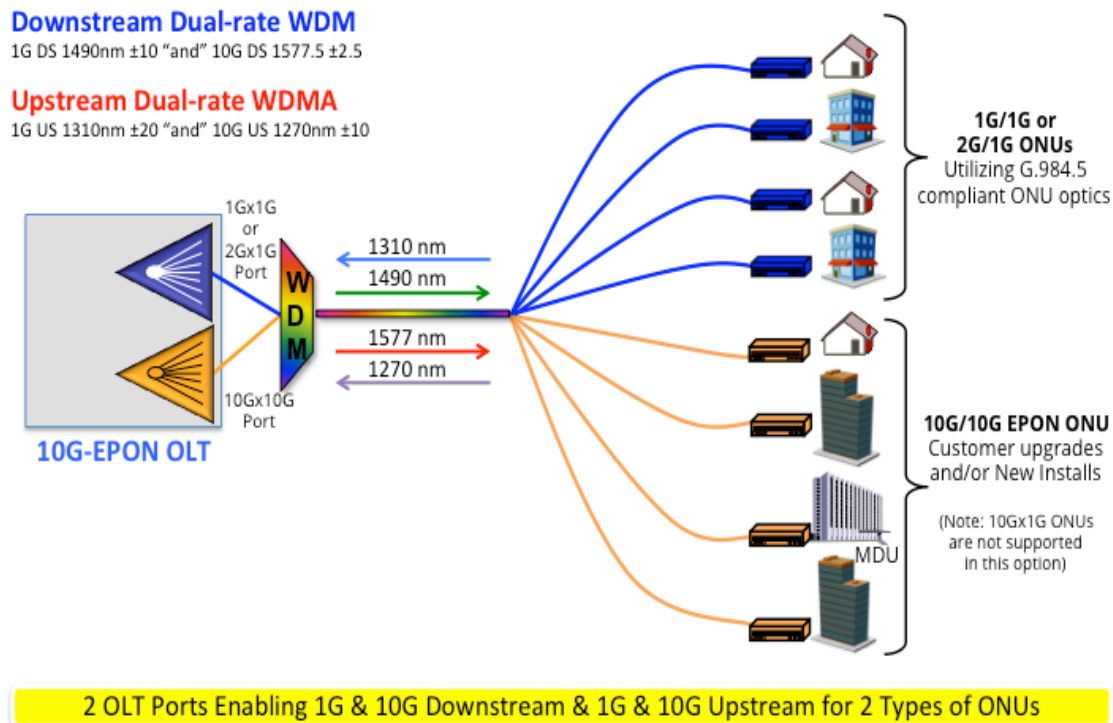 Downstream Dual-rate WDM
1G DS 1490nm ±10 “and” 10G DS 1577.5 ±2.5
Upstream Dual-rate WDMA
1G US 1310nm ±20 “and” 10G US 1270nm ±10
1Gx1G
or
2Gx1G
Port
W
D
M
10Gx10G
Port
10G-EPON OLT
1310 nm
1490 nm
1577 nm
1270 nm
1G/1G or
2G/1G ONUs
Utilizing G.984.5
compliant ONU optics
10G/10G EPON ONU
Customer upgrades
and/or New Installs
(Note: 10Gx1G ONUs
are not supported
in this option)
MDU
2 OLT Ports Enabling 1G & 10G Downstream & 1G & 10G Upstream for 2 Types of ONUs